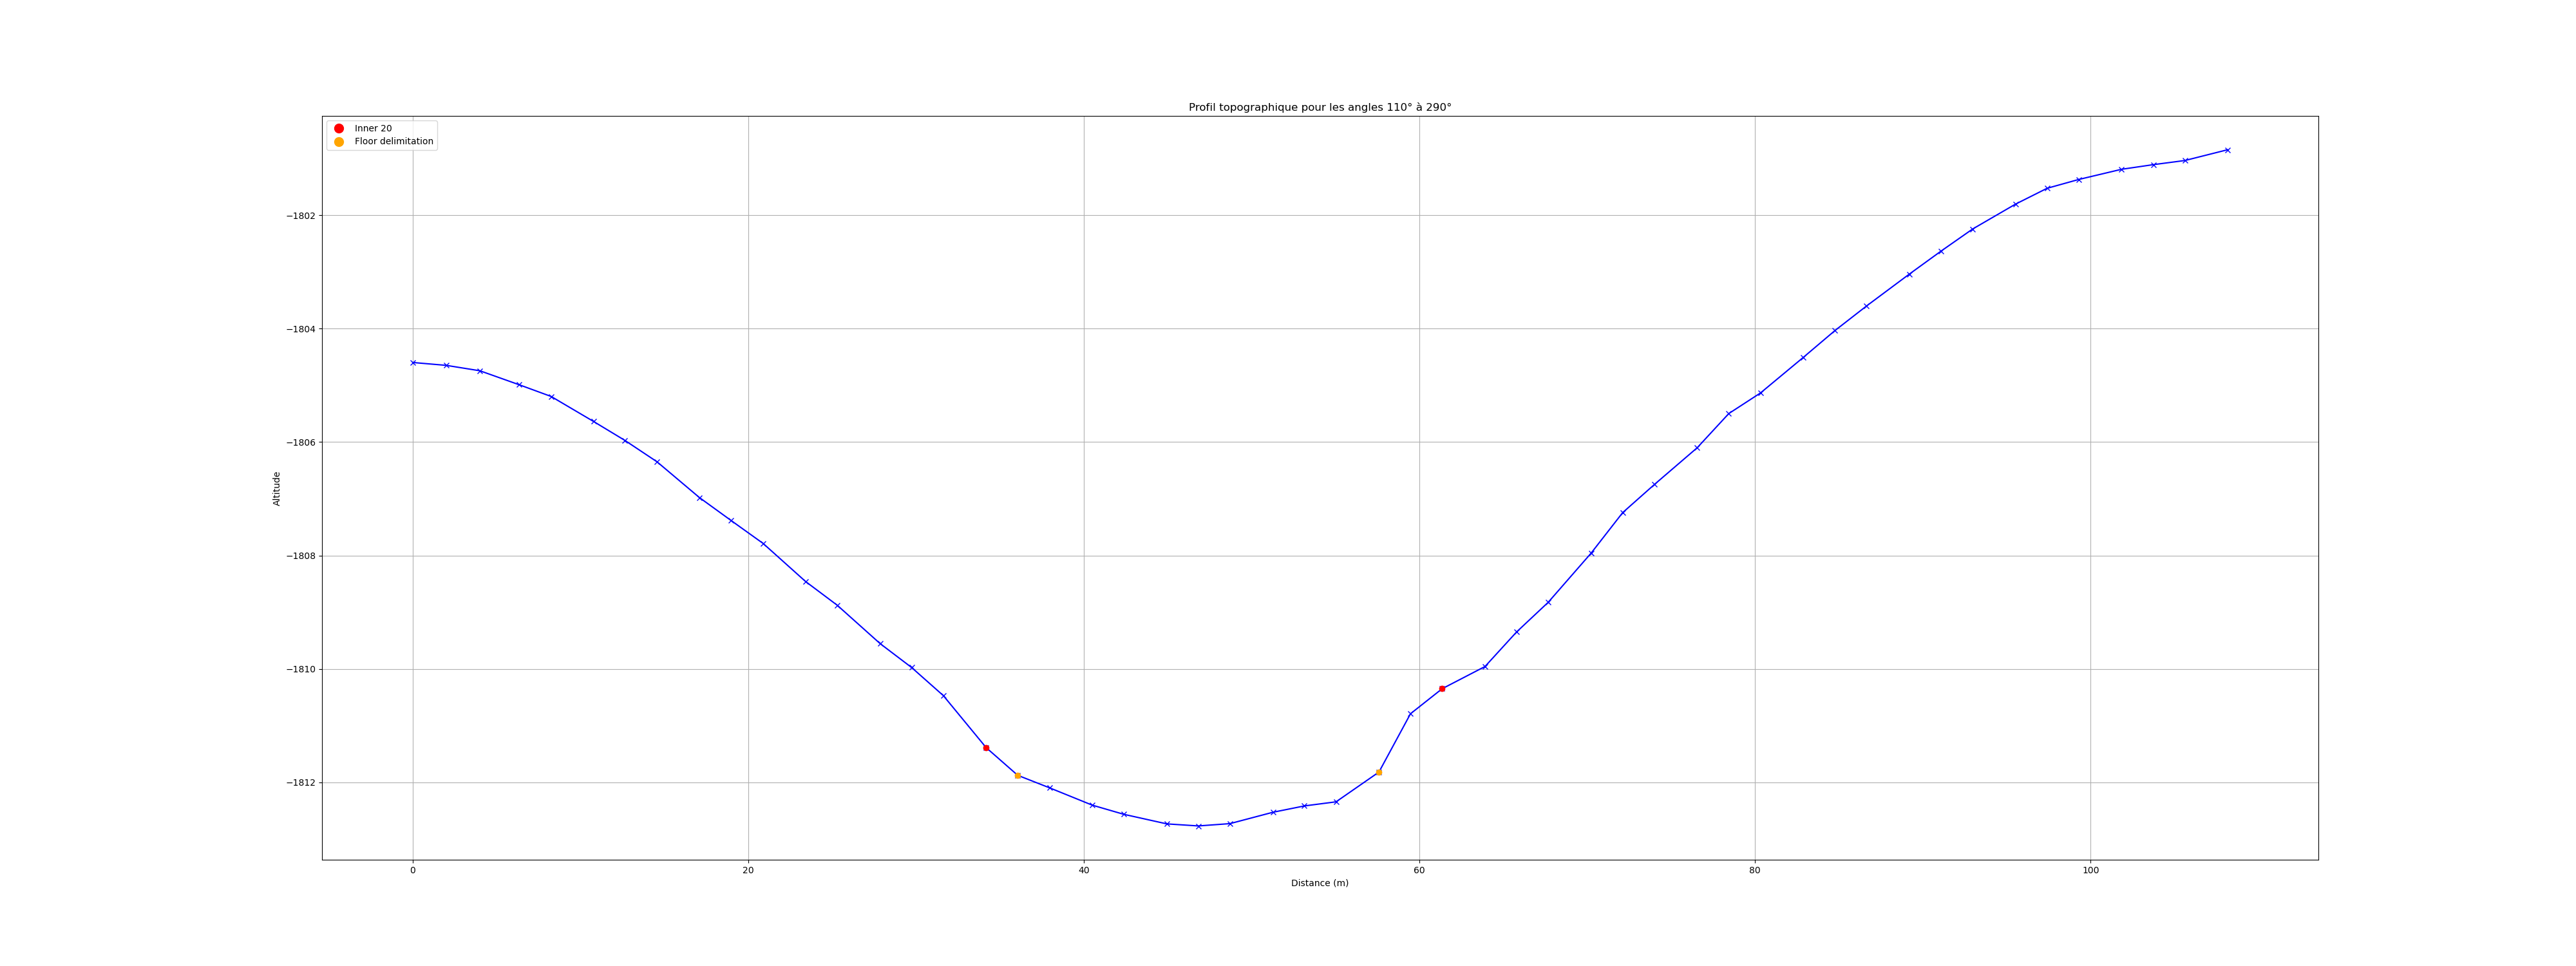 Profil topographique pour les angles 110° à 290°
Inner 20
Floor delimitation
−1802
−1804
−1806
−1808
−1810
−1812
Altitude
0 20 40 60 80 100
Distance (m)